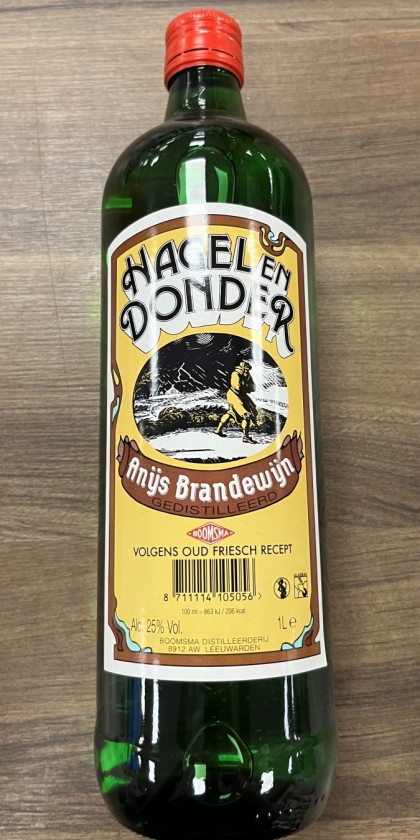 HAGEL EN
DONDER
Anijs Brandewijn
GEDISTILLEERD
BOOMSMA
VOLGENS OUD FRIESCH RECEPT
8 711114 105056 >
100 ml = 863 kJ / 206 kcal
Alc. 25% Vol.
1L e
BOOMSMA DISTILLEERDERIJ
8912 AW LEEUWARDEN